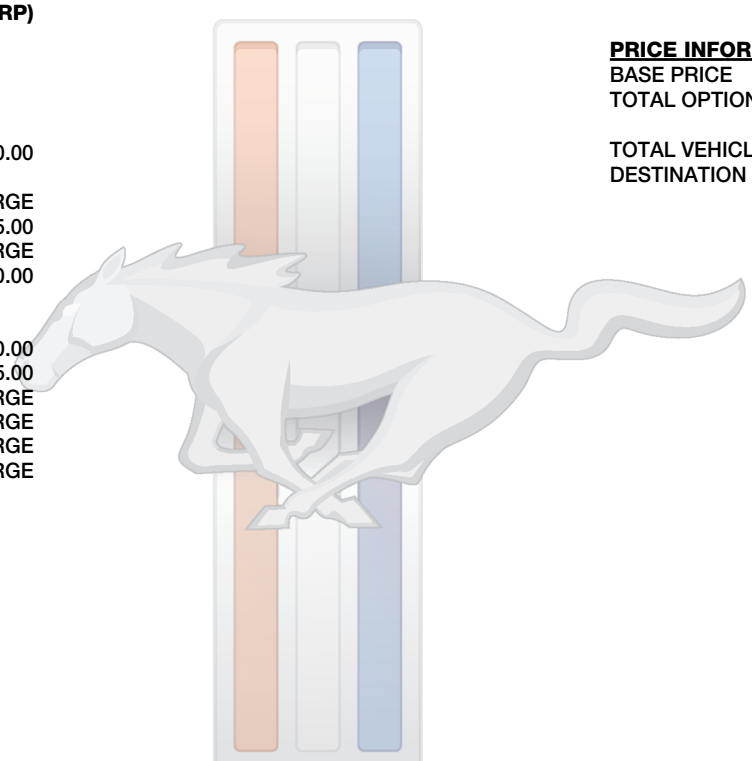 RP)
0.00
RGE
5.00
RGE
0.00
0.00
5.00
RGE
RGE
RGE
RGE
PRICE INFOR
BASE PRICE
TOTAL OPTION
TOTAL VEHICL
DESTINATION